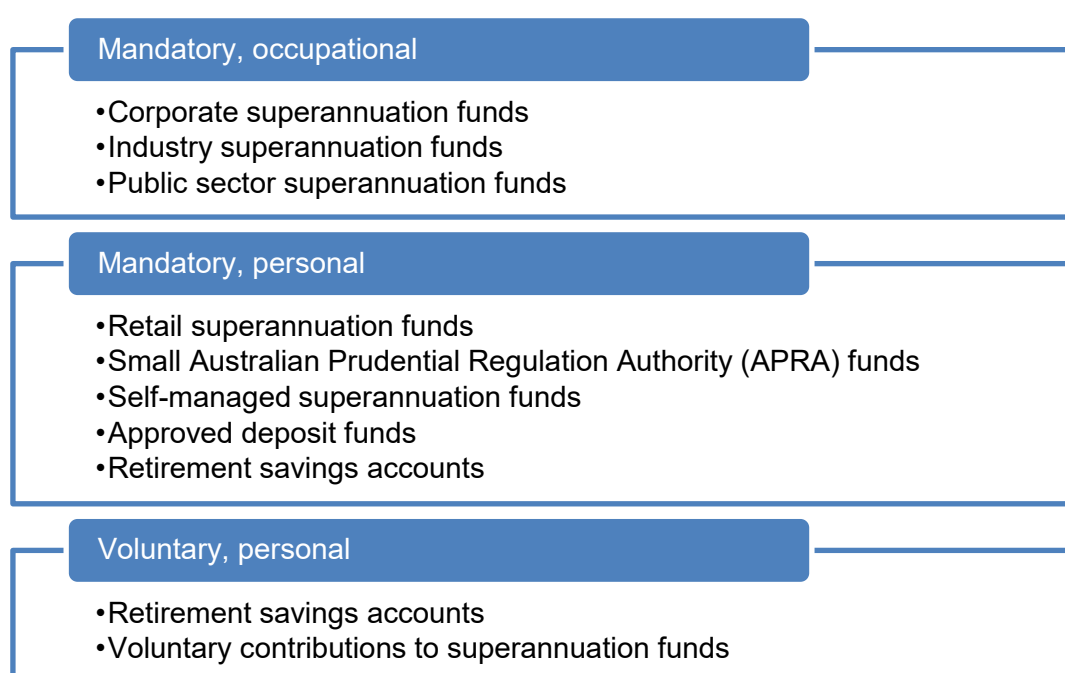 Mandatory, occupational
•Corporate superannuation funds
•Industry superannuation funds
•Public sector superannuation funds
Mandatory, personal
•Retail superannuation funds
•Small Australian Prudential Regulation Authority (APRA) funds
•Self-managed superannuation funds
•Approved deposit funds
•Retirement savings accounts
Voluntary, personal
•Retirement savings accounts
•Voluntary contributions to superannuation funds